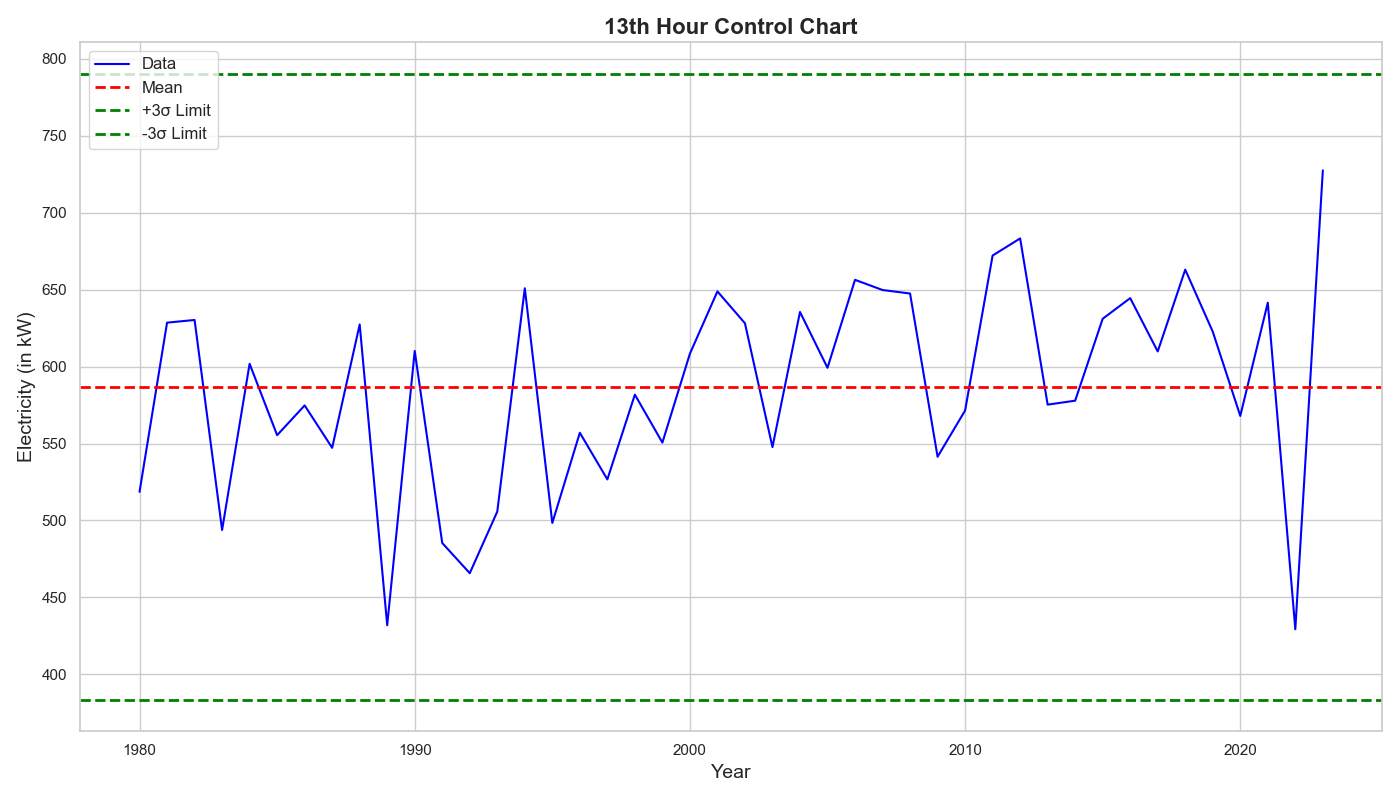 13th Hour Control Chart
Data
Mean
+3σ Limit
-3σ Limit
800
750
700
650
600
550
500
450
400
Electricity (in kW)
1980
1990
2000
2010
2020
Year